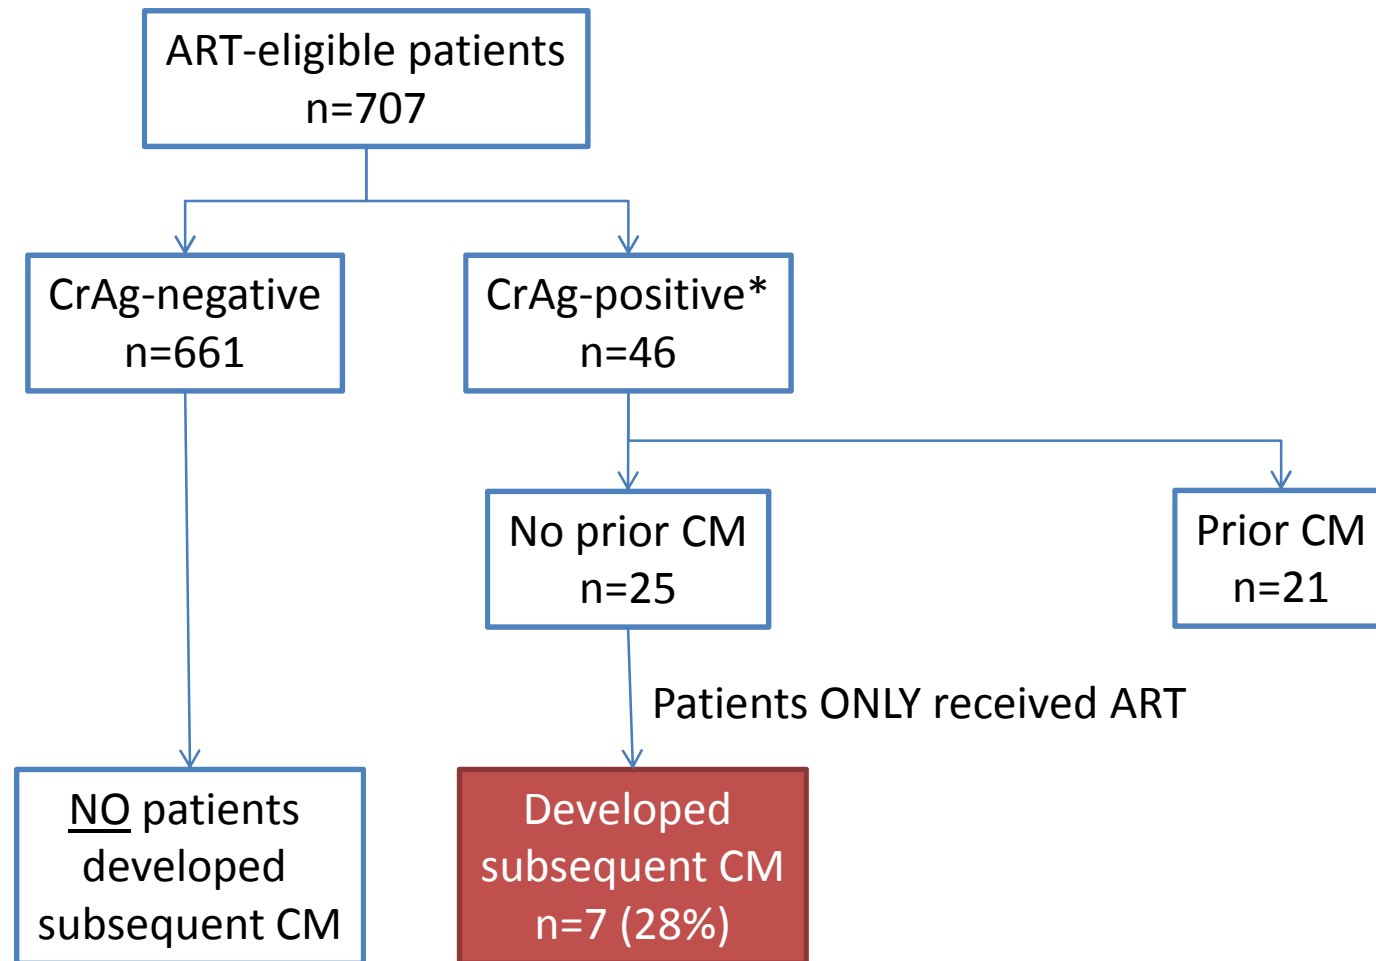 ART-eligible patients
n=707
CrAg-negative
n=661
CrAg-positive*
n=46
No prior CM
n=25
Prior CM
n=21
Patients ONLY received ART
NO patients
developed
subsequent CM
Developed
subsequent CM
n=7 (28%)